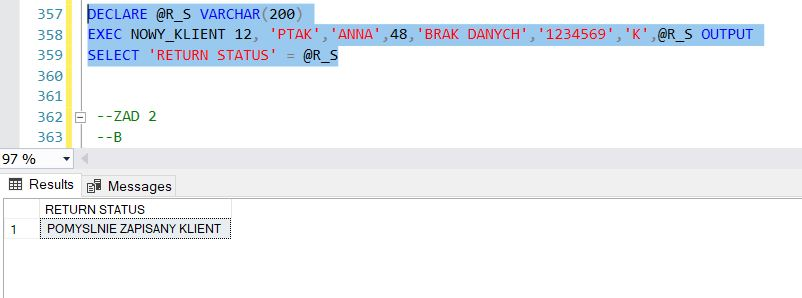 357 DECLARE @R_S VARCHAR(200)
358 EXEC NOWY_KLIENT 12, 'PTAK','ANNA',48,'BRAK DANYCH','1234569','K',@R_S OUTPUT
359 SELECT 'RETURN STATUS' = @R_S
360
361
362 --ZAD 2
363 --B
97 %
Results Messages
RETURN STATUS
1 POMYSLNIE ZAPISANY KLIENT